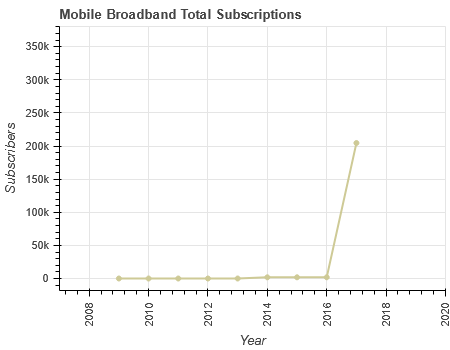 Mobile Broadband Total Subscriptions
350k
300k
250k
200k
150k
100k
50k
0
Subscribers
2008
2010
2012
2014
2016
2018
2020
Year